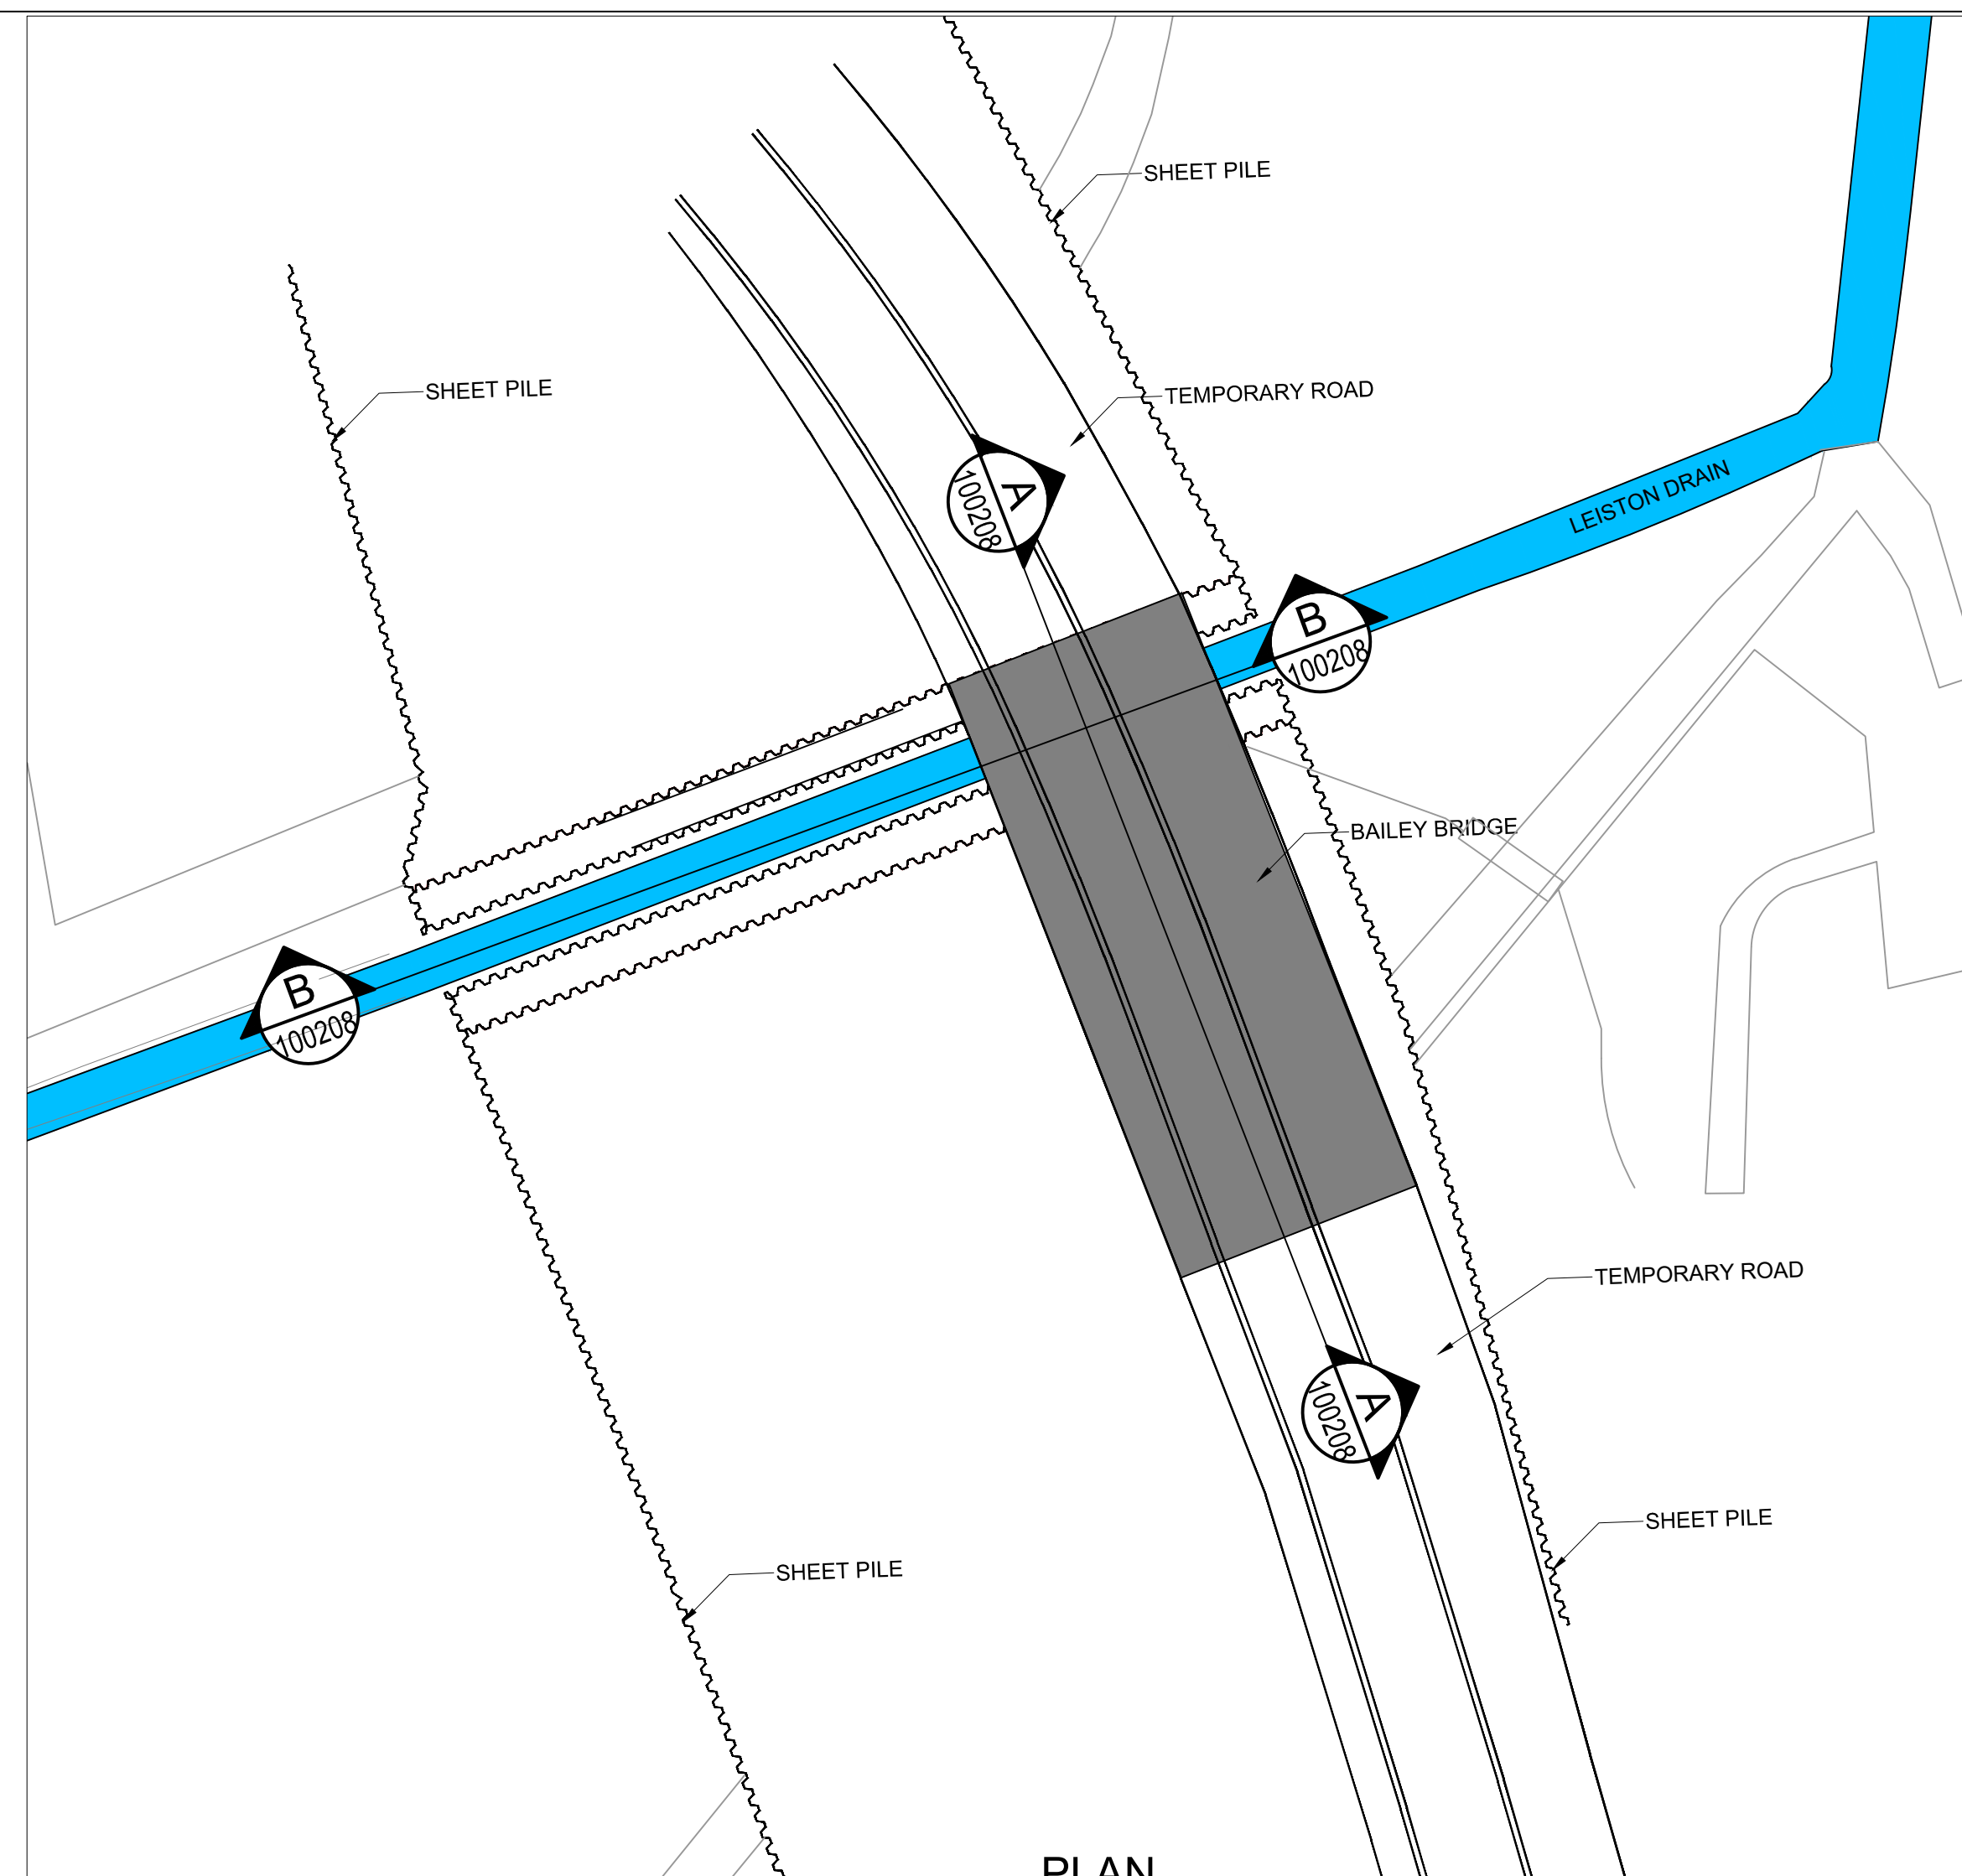 SHEET PILE
SHEET PILE
TEMPORARY ROAD
LEISTON DRAIN
A
100208
B
100208
BAILEY BRIDGE
B
100208
TEMPORARY ROAD
A
100208
SHEET PILE
SHEET PILE
PLAN